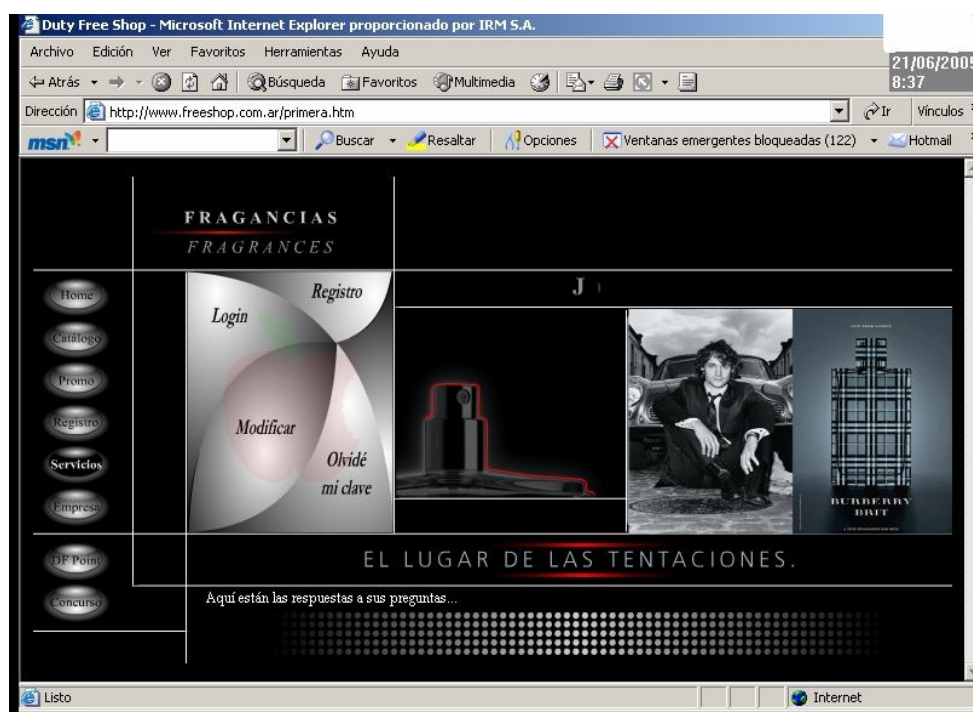 Duty Free Shop - Microsoft Internet Explorer proporcionado por IRM S.A.
Archivo Edición Ver Favoritos Herramientas Ayuda
21/06/2005
8:37
Atrás Búsqueda Favoritos Multimedia
Dirección http://www.freeshop.com.ar/primera.htm Ir Vínculos
msn Buscar Resaltar Opciones Ventanas emergentes bloqueadas (122) Hotmail
FRAGANCIAS
FRAGRANCES
Home
Catálogo
Promo
Registro
Servicios
Empresa
DF Point
Concurso
Login
Registro
Modificar
Olvidé
mi clave
J
BURBERRY
BRIT
EL LUGAR DE LAS TENTACIONES.
Aquí están las respuestas a sus preguntas...
Listo
Internet